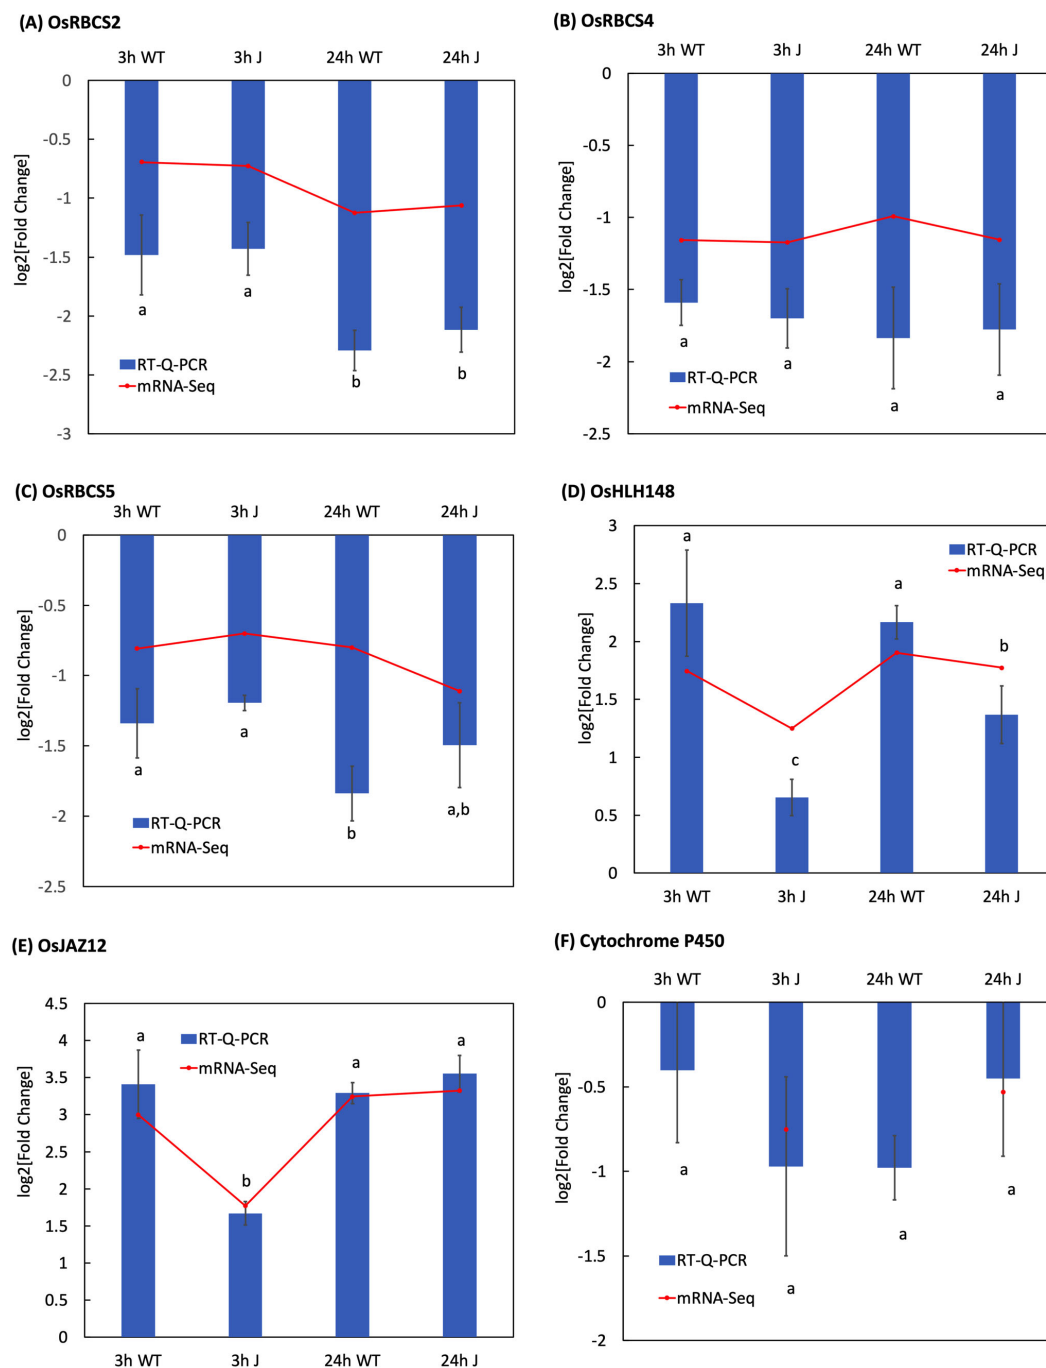 (A) OsRBCS2
3h WT 3h J 24h WT 24h J
0
-0.5
-1
-1.5
-2
-2.5
-3
log2[Fold Change]
a a b b
RT-Q-PCR
mRNA-Seq
(B) OsRBCS4
3h WT 3h J 24h WT 24h J
0
-0.5
-1
-1.5
-2
-2.5
log2[Fold Change]
a a a a
RT-Q-PCR
mRNA-Seq
(C) OsRBCS5
3h WT 3h J 24h WT 24h J
0
-0.5
-1
-1.5
-2
-2.5
log2[Fold Change]
a a b a,b
RT-Q-PCR
mRNA-Seq
(D) OsHLH148
3
2.5
2
1.5
1
0.5
0
log2[Fold Change]
a c a b
RT-Q-PCR
mRNA-Seq
3h WT 3h J 24h WT 24h J
(E) OsJAZ12
4.5
4
3.5
3
2.5
2
1.5
1
0.5
0
log2[Fold Change]
a b a a
RT-Q-PCR
mRNA-Seq
3h WT 3h J 24h WT 24h J
(F) Cytochrome P450
3h WT 3h J 24h WT 24h J
0
-0.5
-1
-1.5
-2
log2[Fold Change]
a a a a
RT-Q-PCR
mRNA-Seq